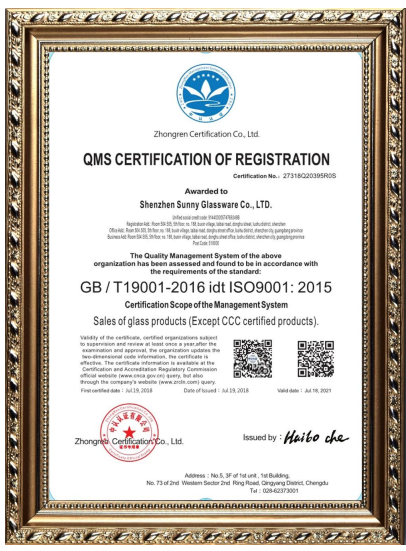 Zhongren Certification Co., Ltd.
QMS CERTIFICATION OF REGISTRATION
Certification No.: 27318Q20395R0S
Awarded to
Shenzhen Sunny Glassware Co., LTD.
The Quality Management System of the above
organization has been assessed and found to be in accordance with
the requirements of the standard:
GB / T19001-2016 idt ISO9001: 2015
Certification Scope of the Management System
Sales of glass products (Except CCC certified products).
Validity of the certificate, certified organizations subject
to supervision and review at least once a year.after the
examination and approval, the organization updates the
two-dimensional code information, the certificate is
effective. The certificate information is available at the
Certification and Accreditation Regulatory Commission
official website (www.cnca.gov.cn) query, but also
through the company's website (www.zrctn.com) query.
First certified date : Jul.19, 2018 Date of Issued : Jul.19, 2018 Valid date : Jul.18, 2021
Zhongren Certification Co., Ltd.
Issued by : Haibo che
Address : No.5, 3F of 1st unit , 1st Building,
No. 73 of 2nd Western Sector 2nd Ring Road, Qingyang District, Chengdu
Tel : 028-62373001